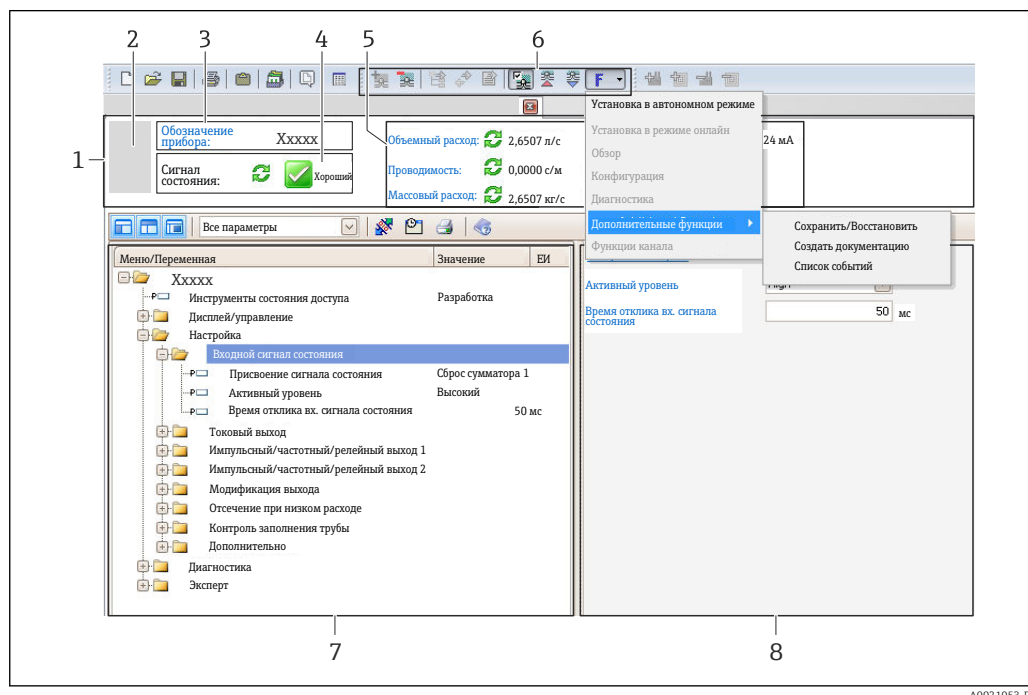 2 3 4 5 6
F
Установка в автономном режиме
Установка в режиме онлайн
Обзор
Конфигурация
Диагностика
Дополнительные функции
Функции канала
Сохранить/Восстановить
Создать документацию
Список событий
1
Обозначение
прибора: Xxxxx
Сигнал
состояния: Хороший
Объемный расход: 2,6507 л/с
24 мА
Проводимость: 0,0000 с/м
Массовый расход: 2,6507 кг/с
Все параметры
Меню/Переменная Значение ЕИ
Xxxxx
Инструменты состояния доступа Разработка
Дисплей/управление
Настройка
Входной сигнал состояния
Присвоение сигнала состояния Сброс сумматора 1
Активный уровень Высокий
Время отклика вх. сигнала состояния 50 мс
Токовый выход
Импульсный/частотный/релейный выход 1
Импульсный/частотный/релейный выход 2
Модификация выхода
Отсечение при низком расходе
Контроль заполнения трубы
Дополнительно
Диагностика
Эксперт
Активный уровень
Время отклика вх. сигнала
состояния
50 мс
7 8